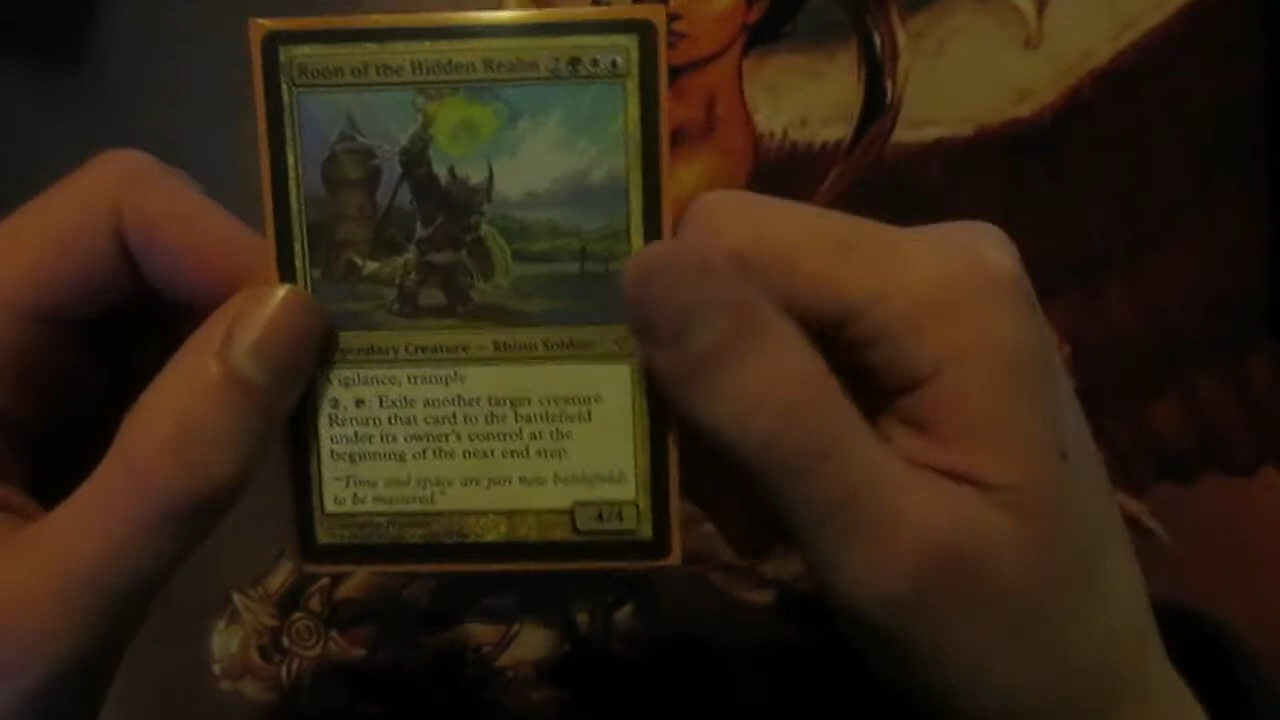 Roon of the Hidden Realm 2
Legendary Creature — Rhino Soldier
Vigilance, trample
2, : Exile another target creature.
Return that card to the battlefield
under its owner's control at the
beginning of the next end step.
"Time and space are just new battlefields
to be mastered."
4/4